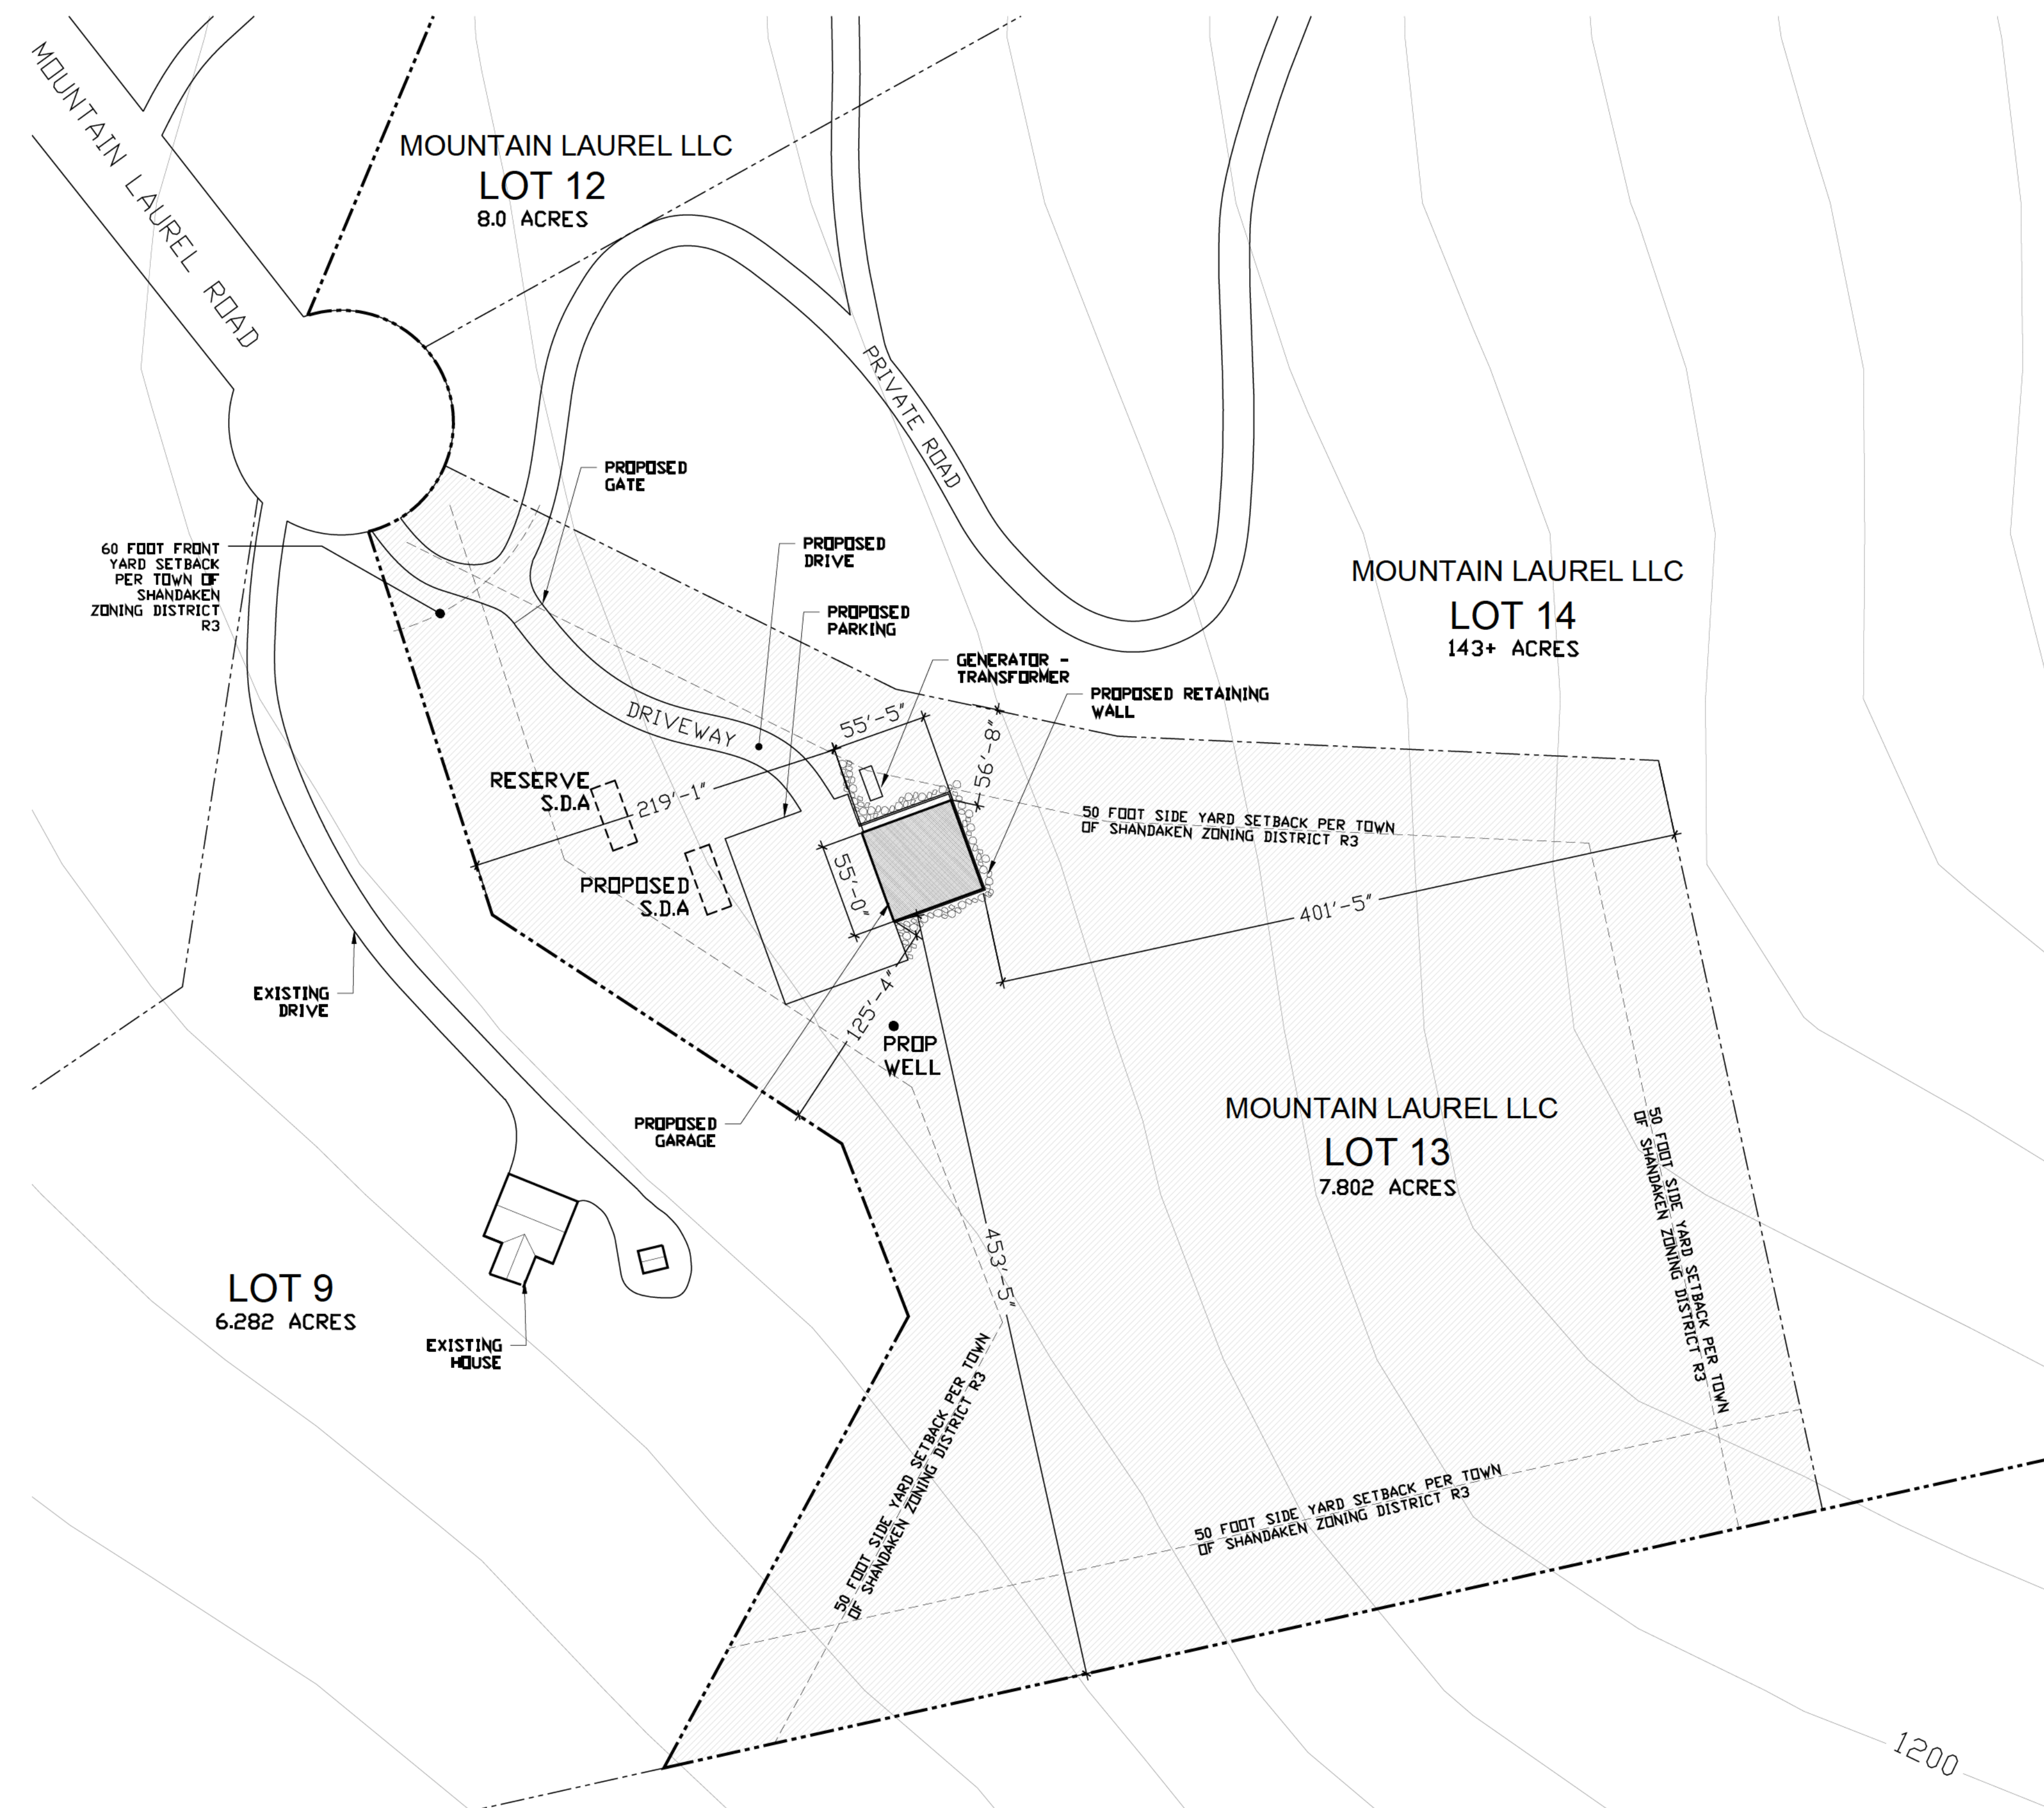 MOUNTAIN LAUREL ROAD
MOUNTAIN LAUREL LLC
LOT 12
8.0 ACRES
PRIVATE ROAD
PROPOSED
GATE
60 FOOT FRONT
YARD SETBACK
PER TOWN OF
SHANDAKEN
ZONING DISTRICT
R3
PROPOSED
DRIVE
PROPOSED
PARKING
MOUNTAIN LAUREL LLC
LOT 14
143+ ACRES
GENERATOR -
TRANSFORMER
PROPOSED RETAINING
WALL
DRIVEWAY
55'-5"
56'-8"
RESERVE
S.D.A
219'-1"
50 FOOT SIDE YARD SETBACK PER TOWN
OF SHANDAKEN ZONING DISTRICT R3
PROPOSED
S.D.A
55'-0"
401'-5"
EXISTING
DRIVE
125'-4"
PROP
WELL
PROPOSED
GARAGE
MOUNTAIN LAUREL LLC
LOT 13
7.802 ACRES
50 FOOT SIDE YARD SETBACK PER TOWN
OF SHANDAKEN ZONING DISTRICT R3
453'-5"
LOT 9
6.282 ACRES
EXISTING
HOUSE
50 FOOT SIDE YARD SETBACK PER TOWN
OF SHANDAKEN ZONING DISTRICT R3
50 FOOT SIDE YARD SETBACK PER TOWN
OF SHANDAKEN ZONING DISTRICT R3
1200